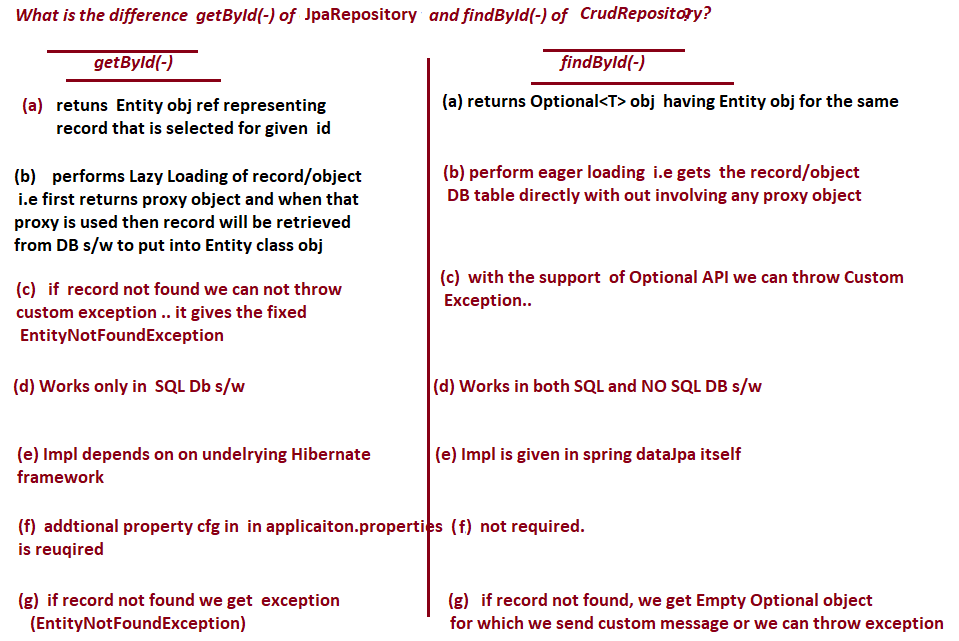 What is the difference getById(-) of JpaRepository and findById(-) of CrudRepository?
getById(-)
(a) retuns Entity obj ref representing
record that is selected for given id
(b) performs Lazy Loading of record/object
i.e first returns proxy object and when that
proxy is used then record will be retrieved
from DB s/w to put into Entity class obj
(c) if record not found we can not throw
custom exception .. it gives the fixed
EntityNotFoundException
(d) Works only in SQL Db s/w
(e) Impl depends on on undelrying Hibernate
framework
(f) addtional property cfg in in applicaiton.properties
is reuqired
(g) if record not found we get exception
(EntityNotFoundException)
findById(-)
(a) returns Optional<T> obj having Entity obj for the same
(b) perform eager loading i.e gets the record/object
DB table directly with out involving any proxy object
(c) with the support of Optional API we can throw Custom
Exception..
(d) Works in both SQL and NO SQL DB s/w
(e) Impl is given in spring dataJpa itself
(f) not required.
(g) if record not found, we get Empty Optional object
for which we send custom message or we can throw exception